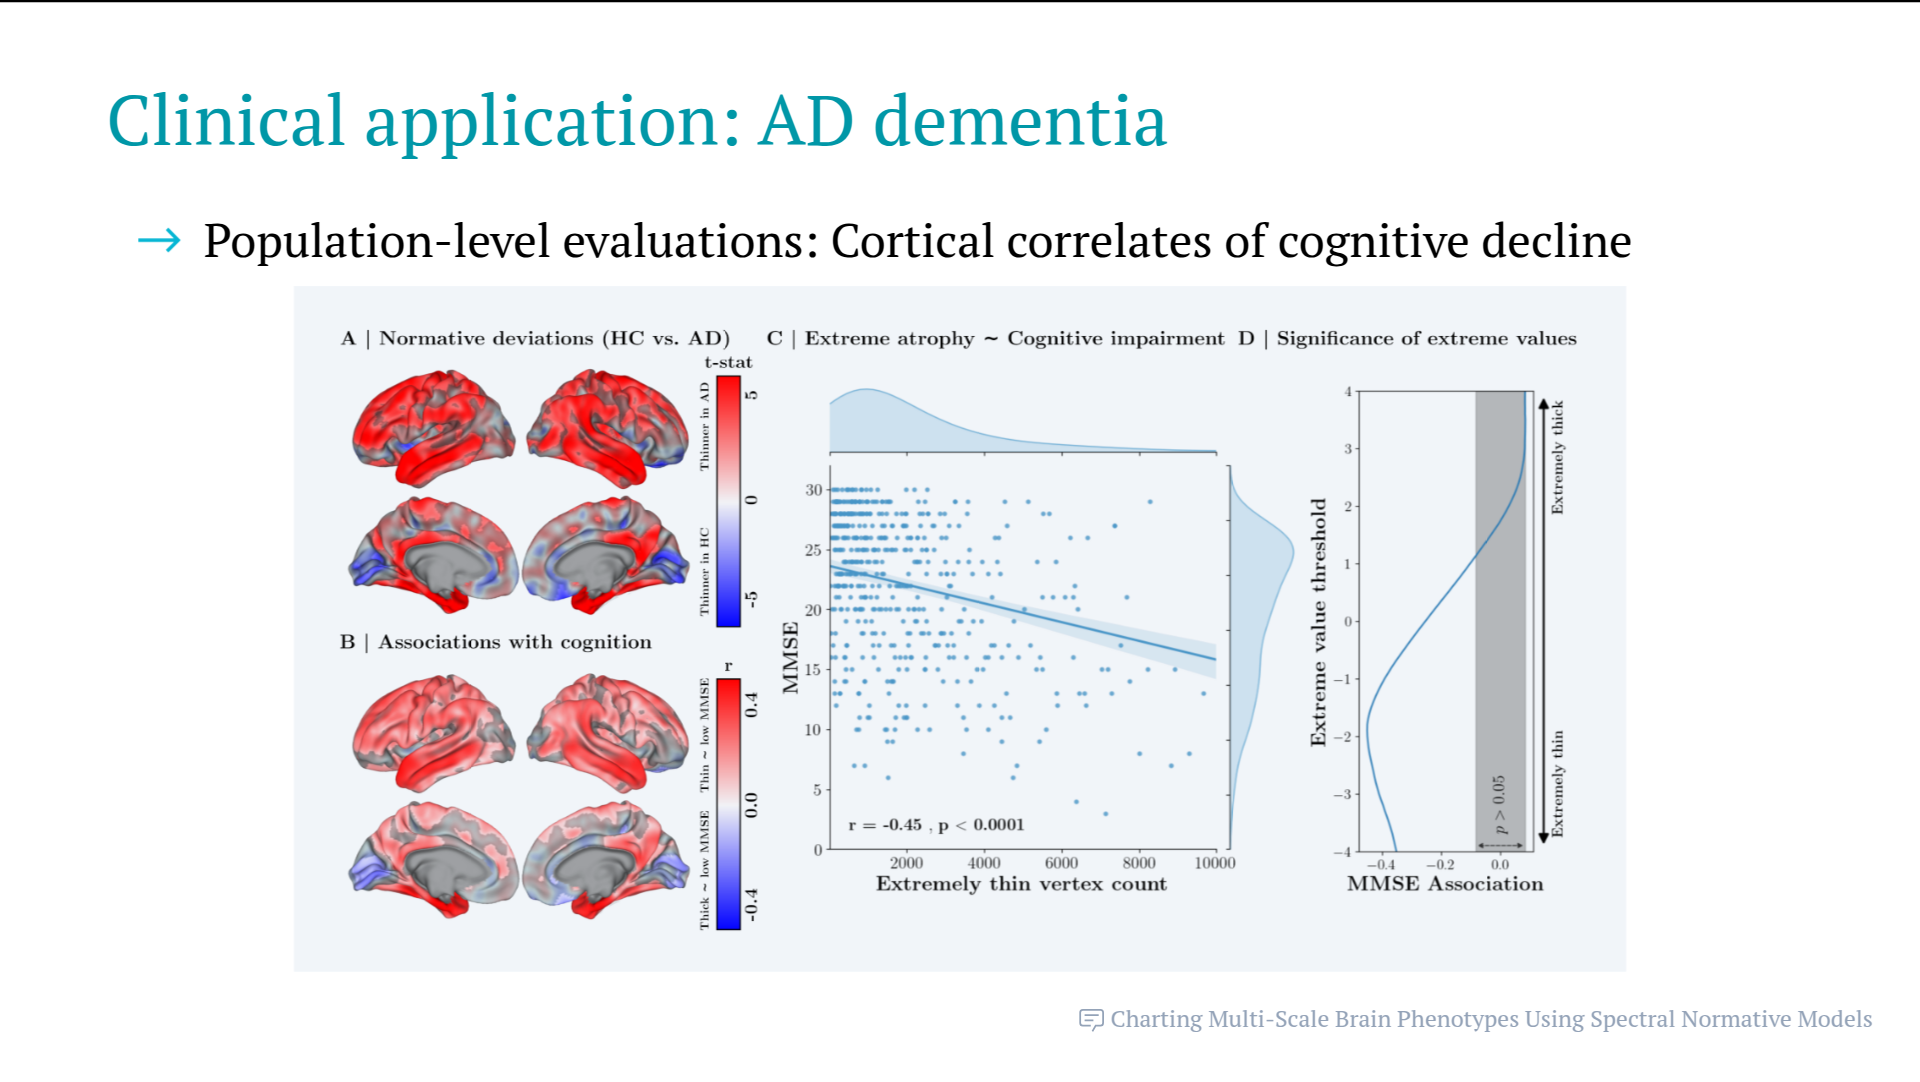 Clinical application: AD dementia
→ Population-level evaluations: Cortical correlates of cognitive decline
A | Normative deviations (HC vs. AD)
t-stat
Thinner in AD
Thinner in HC
5
0
-5
B | Associations with cognition
r
Thin ~ low MMSE
Thick ~ low MMSE
0.4
0.0
-0.4
C | Extreme atrophy ~ Cognitive impairment
MMSE
30
25
20
15
10
5
0
r = -0.45 , p < 0.0001
2000 4000 6000 8000 10000
Extremely thin vertex count
D | Significance of extreme values
Extreme value threshold
4
3
2
1
0
−1
−2
−3
−4
p > 0.05
Extremely thick
Extremely thin
−0.4 −0.2 0.0
MMSE Association
Charting Multi-Scale Brain Phenotypes Using Spectral Normative Models